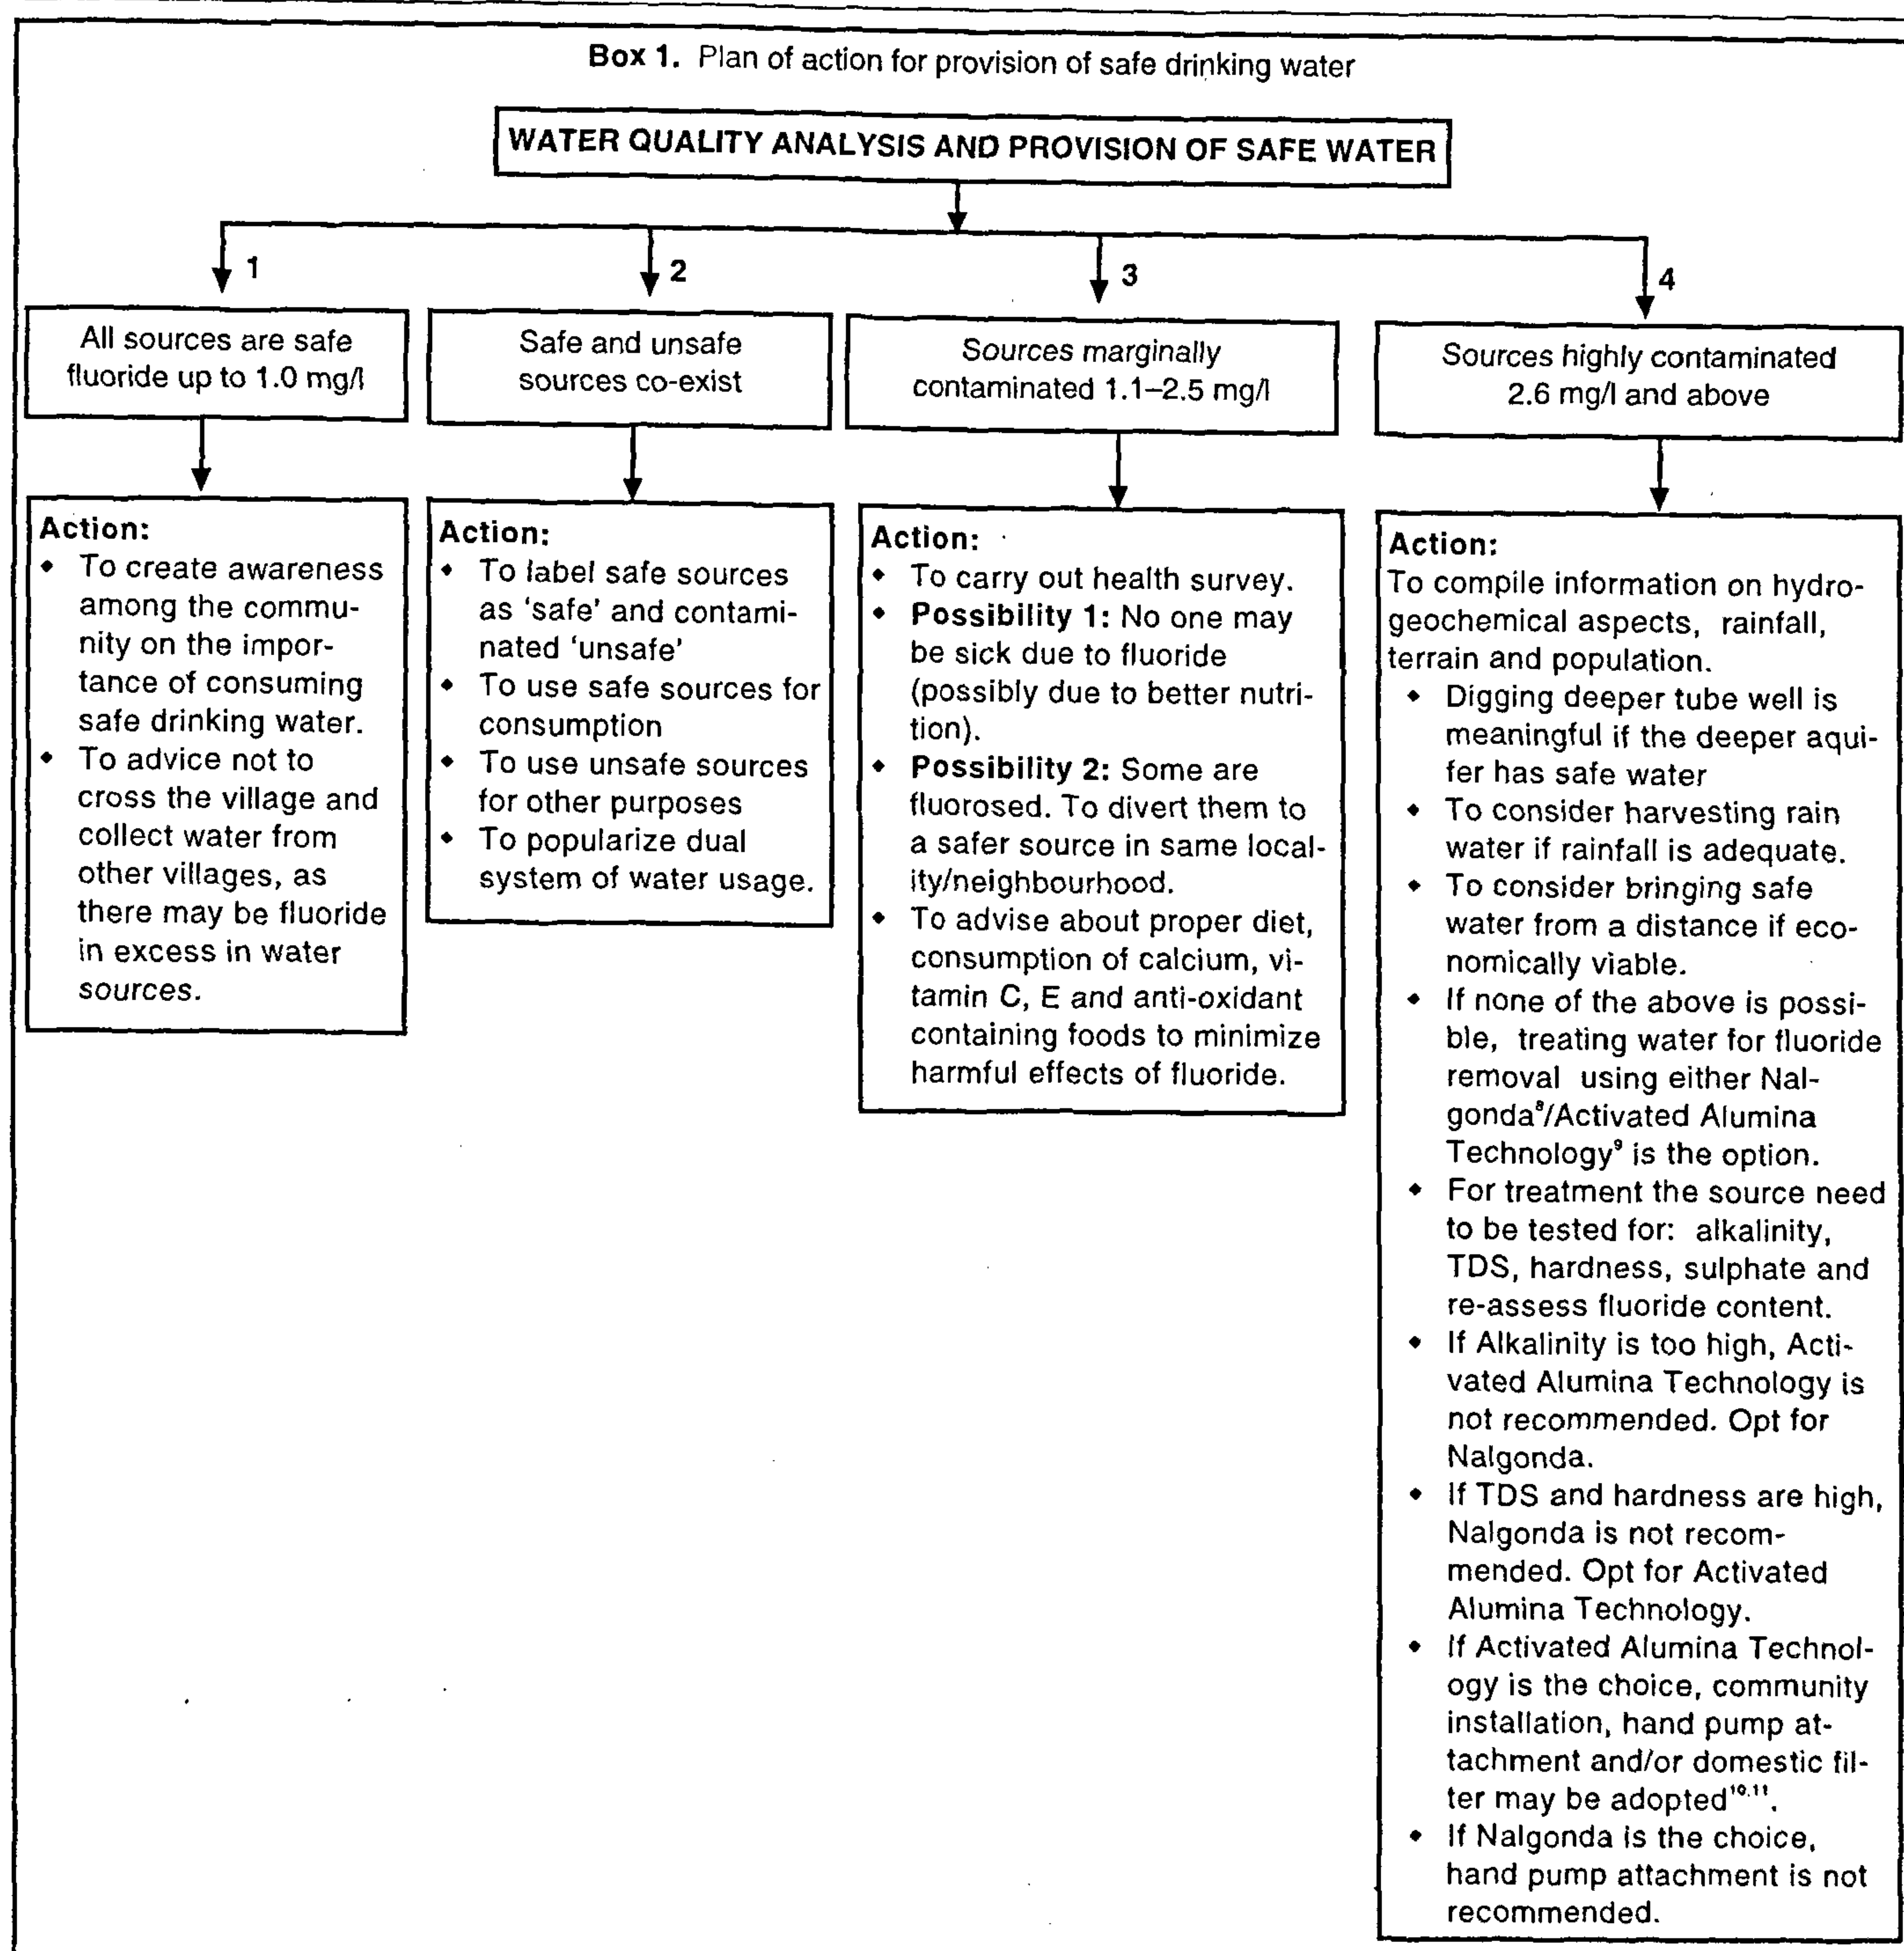 Box 1. Plan of action for provision of safe drinking water
WATER QUALITY ANALYSIS AND PROVISION OF SAFE WATER
1
2
3
4
All sources are safe
fluoride up to 1.0 mg/l
Safe and unsafe
sources co-exist
Sources marginally
contaminated 1.1–2.5 mg/l
Sources highly contaminated
2.6 mg/l and above
Action:
• To create awareness
among the commu-
nity on the impor-
tance of consuming
safe drinking water.
• To advice not to
cross the village and
collect water from
other villages, as
there may be fluoride
in excess in water
sources.
Action:
• To label safe sources
as ‘safe’ and contami-
nated ‘unsafe’
• To use safe sources for
consumption
• To use unsafe sources
for other purposes
• To popularize dual
system of water usage.
Action:
• To carry out health survey.
• Possibility 1: No one may
be sick due to fluoride
(possibly due to better nutri-
tion).
• Possibility 2: Some are
fluorosed. To divert them to
a safer source in same local-
ity/neighbourhood.
• To advise about proper diet,
consumption of calcium, vi-
tamin C, E and anti-oxidant
containing foods to minimize
harmful effects of fluoride.
Action:
To compile information on hydro-
geochemical aspects, rainfall,
terrain and population.
• Digging deeper tube well is
meaningful if the deeper aqui-
fer has safe water
• To consider harvesting rain
water if rainfall is adequate.
• To consider bringing safe
water from a distance if eco-
nomically viable.
• If none of the above is possi-
ble, treating water for fluoride
removal using either Nal-
gonda⁸/Activated Alumina
Technology⁹ is the option.
• For treatment the source need
to be tested for: alkalinity,
TDS, hardness, sulphate and
re-assess fluoride content.
• If Alkalinity is too high, Acti-
vated Alumina Technology is
not recommended. Opt for
Nalgonda.
• If TDS and hardness are high,
Nalgonda is not recom-
mended. Opt for Activated
Alumina Technology.
• If Activated Alumina Technol-
ogy is the choice, community
installation, hand pump at-
tachment and/or domestic fil-
ter may be adopted¹⁰,¹¹.
• If Nalgonda is the choice,
hand pump attachment is not
recommended.